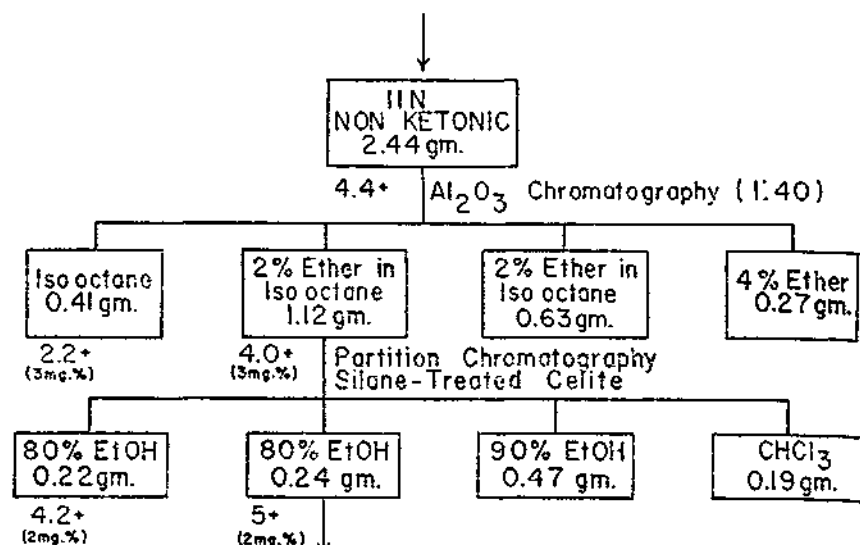 11N
NON KETONIC
2.44 gm.
4.4+ Al₂O₃ Chromatography (1:40)
Iso octane
0.41 gm.
2% Ether in
Iso octane
1.12 gm.
2% Ether in
Iso octane
0.63 gm.
4% Ether
0.27 gm.
2.2+
(3mg.%)
4.0+
(3mg.%)
Partition Chromatography
Silane-Treated Celite
80% EtOH
0.22 gm.
80% EtOH
0.24 gm.
90% EtOH
0.47 gm.
CHCl₃
0.19 gm.
4.2+
(2mg.%)
5+
(2mg.%)